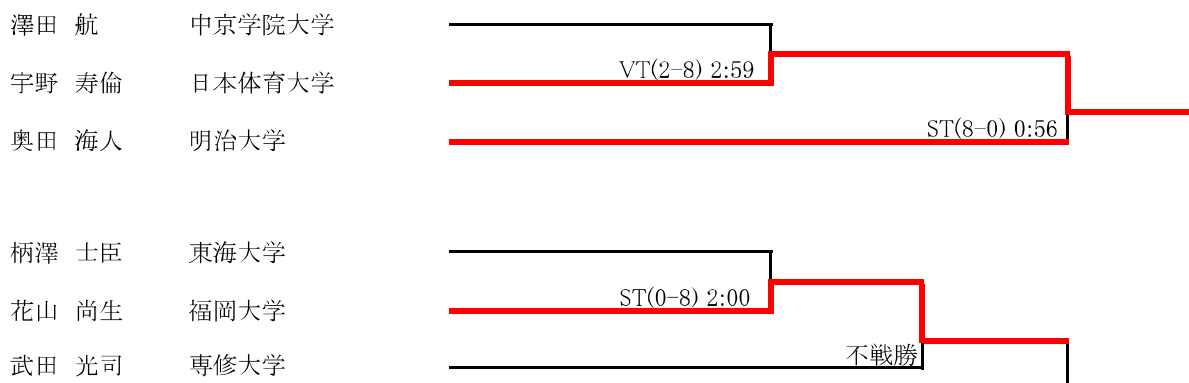 澤田 航 中京学院大学
VT(2-8) 2:59
宇野 寿倫 日本体育大学
ST(8-0) 0:56
奥田 海人 明治大学
柄澤 士臣 東海大学
ST(0-8) 2:00
花山 尚生 福岡大学
不戦勝
武田 光司 専修大学